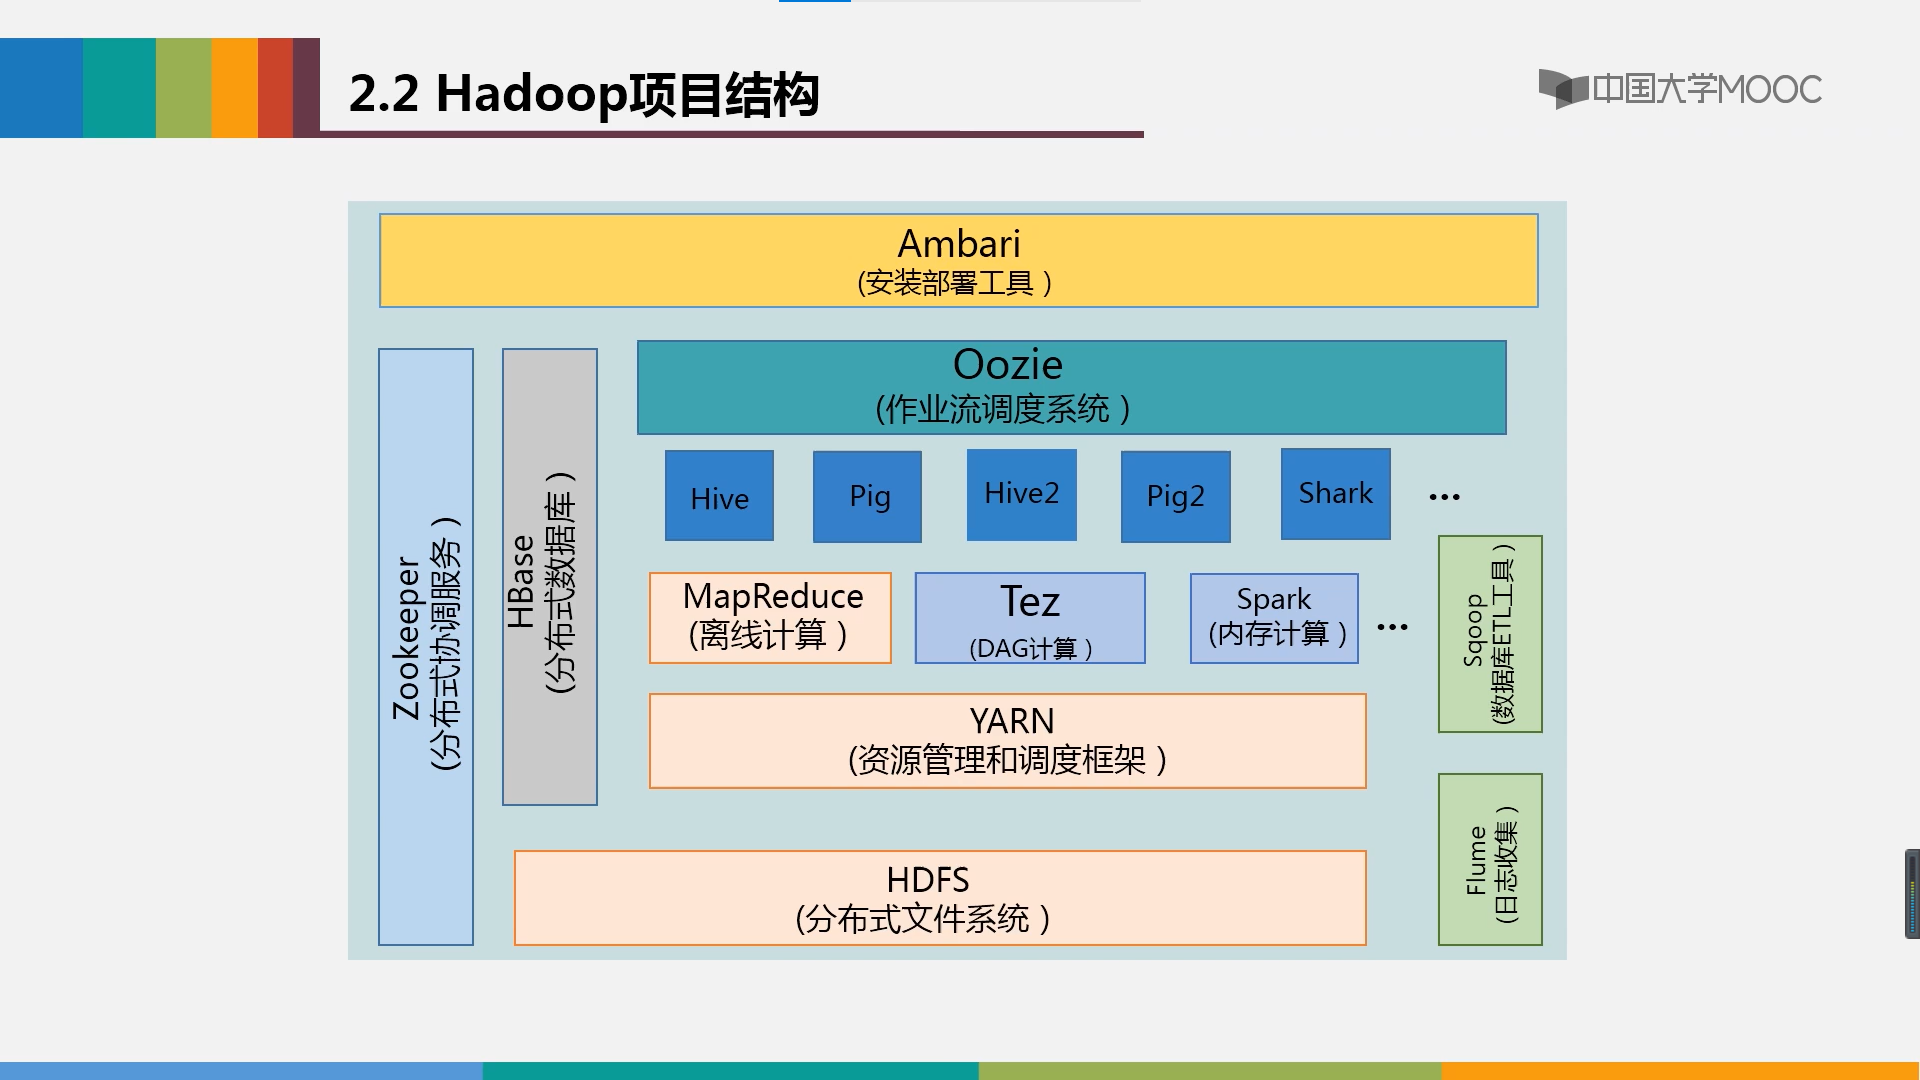 2.2 Hadoop项目结构
中国大学MOOC
Ambari
(安装部署工具）
Oozie
(作业流调度系统）
Hive
Pig
Hive2
Pig2
Shark
...
Zookeeper
(分布式协调服务）
HBase
(分布式数据库）
MapReduce
(离线计算）
Tez
(DAG计算）
Spark
(内存计算）
...
Sqoop
(数据库ETL工具）
YARN
(资源管理和调度框架）
Flume
(日志收集）
HDFS
(分布式文件系统）